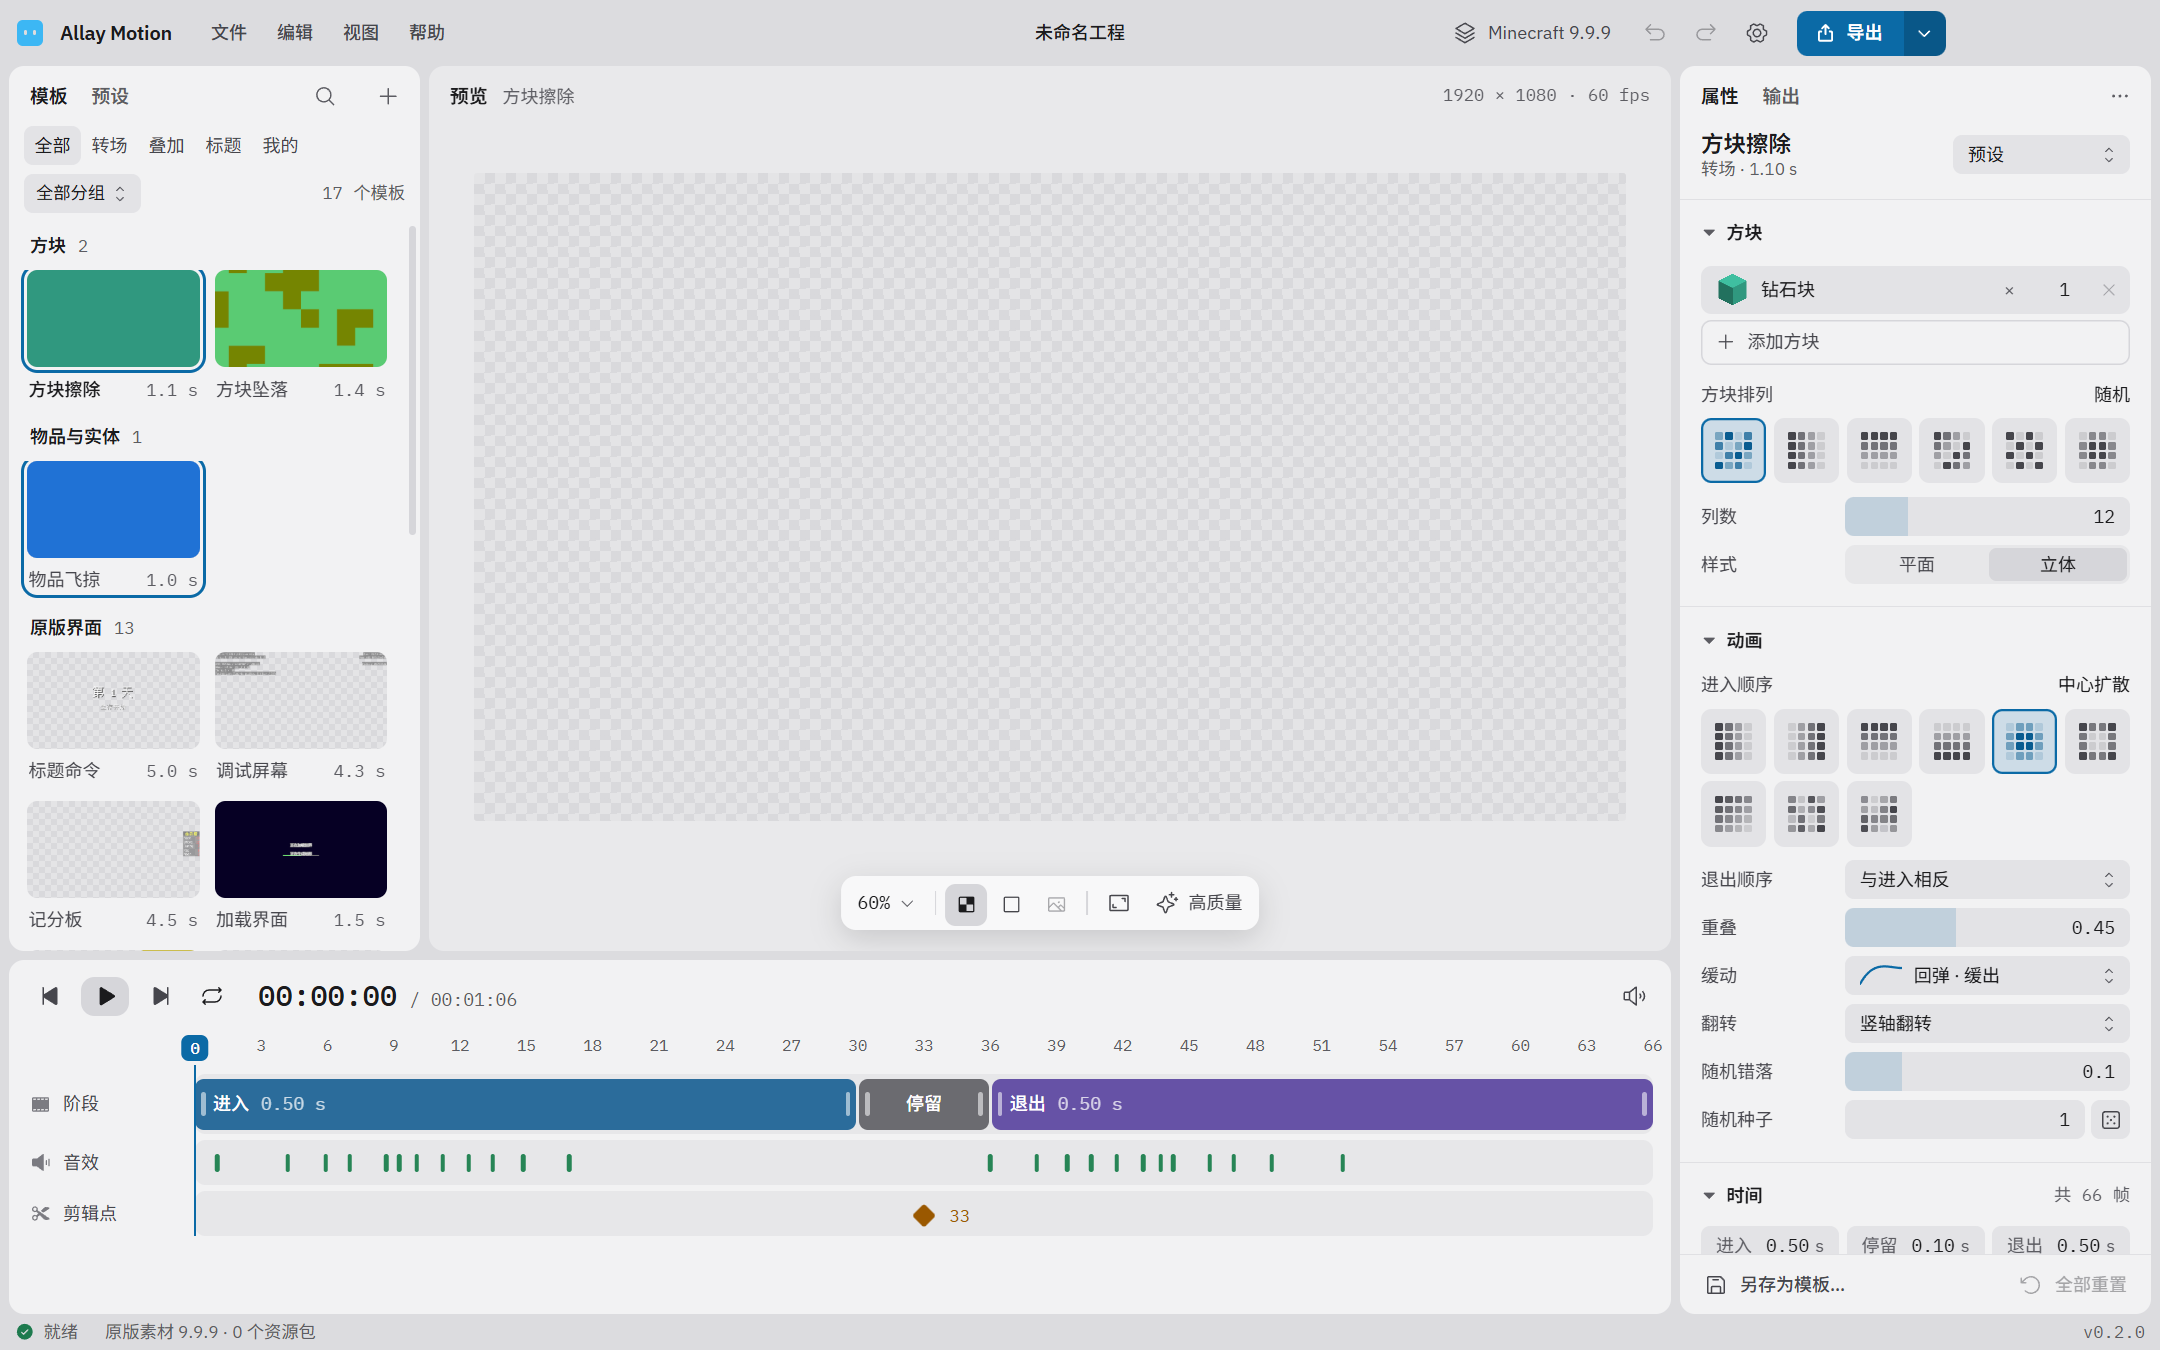 Allay Motion 文件 编辑 视图 帮助 未命名工程 Minecraft 9.9.9 导出
模板 预设
全部 转场 叠加 标题 我的
全部分组 17 个模板
方块 2
方块擦除 1.1 s 方块坠落 1.4 s
物品与实体 1
物品飞掠 1.0 s
原版界面 13
第 1 天
标题命令 5.0 s 调试屏幕 4.3 s
记分板 4.5 s 加载界面 1.5 s
预览 方块擦除 1920 × 1080 · 60 fps
60% 高质量
属性 输出
方块擦除 预设
转场 · 1.10 s
方块
钻石块 × 1
添加方块
方块排列 随机
列数 12
样式 平面 立体
动画
进入顺序 中心扩散
退出顺序 与进入相反
重叠 0.45
缓动 回弹 · 缓出
翻转 竖轴翻转
随机错落 0.1
随机种子 1
时间 共 66 帧
进入 0.50 s 停留 0.10 s 退出 0.50 s
另存为模板... 全部重置
00:00:00 / 00:01:06
0 3 6 9 12 15 18 21 24 27 30 33 36 39 42 45 48 51 54 57 60 63 66
阶段 进入 0.50 s 停留 退出 0.50 s
音效
剪辑点 33
就绪 原版素材 9.9.9 · 0 个资源包 v0.2.0